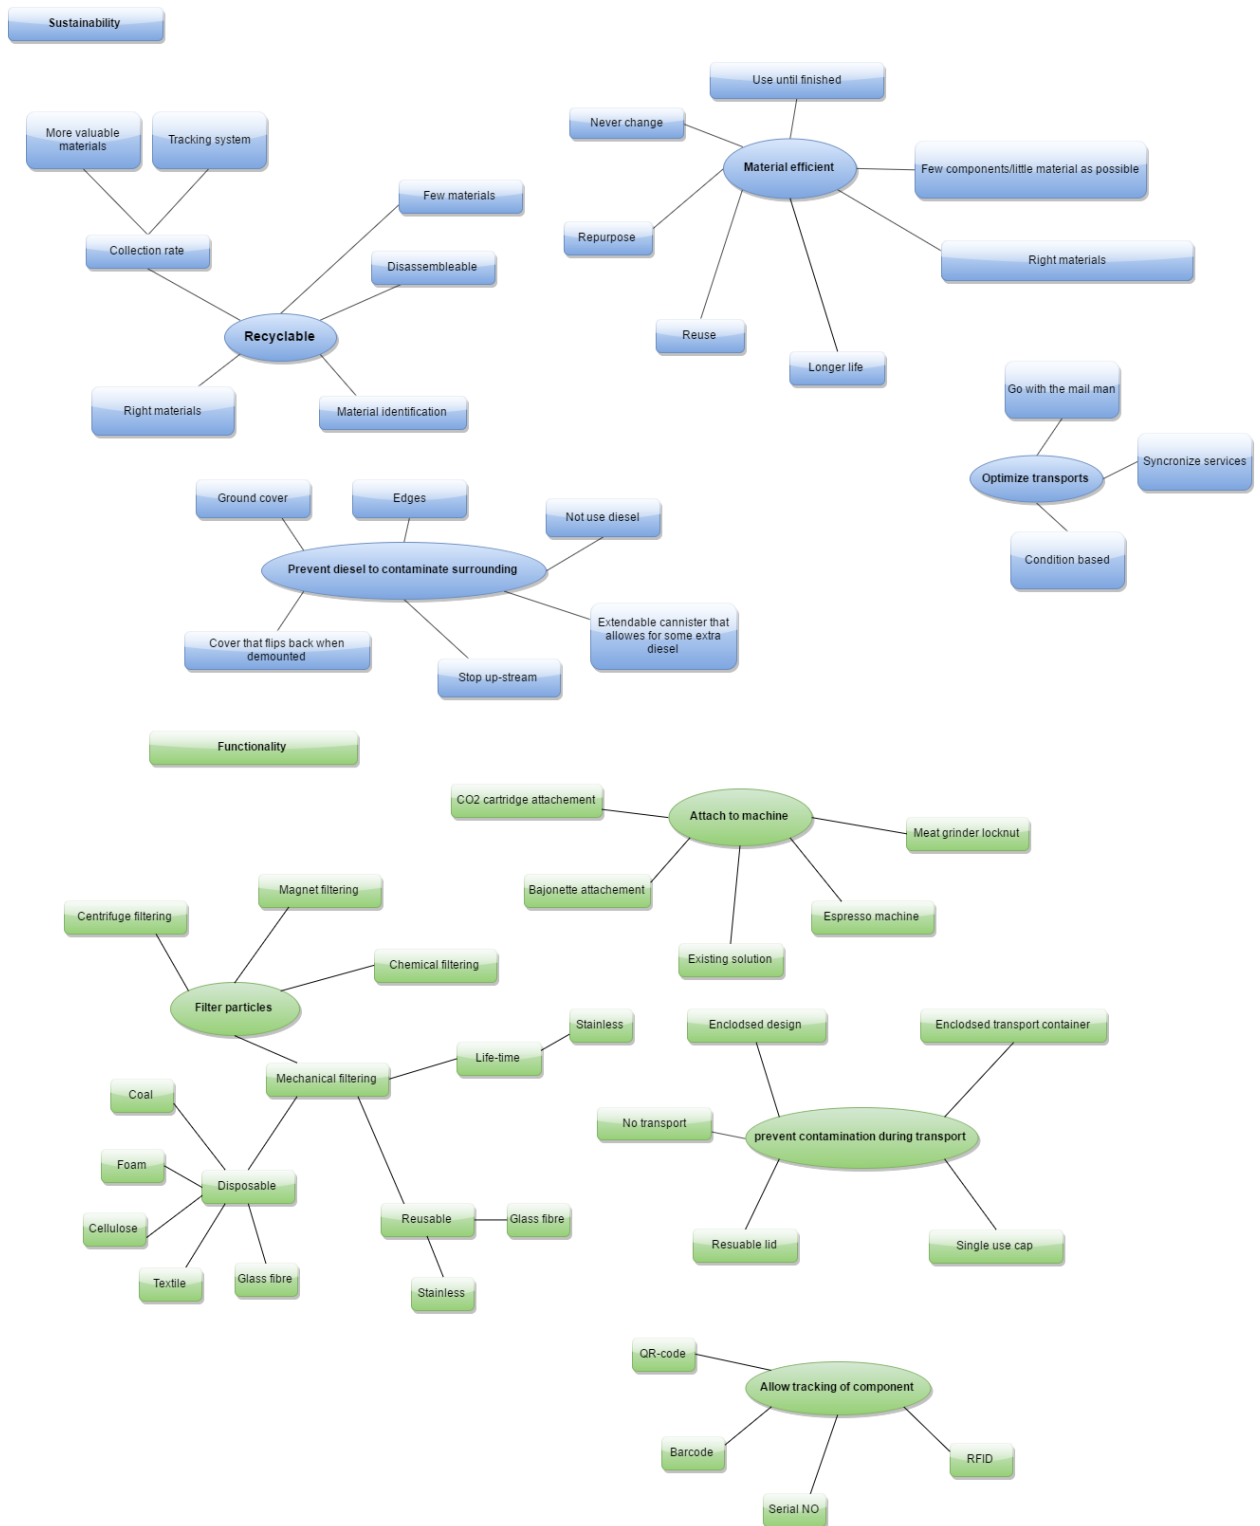 Sustainability
Use until finished
Never change
More valuable
materials
Tracking system
Material efficient
Few components/little material as possible
Few materials
Repurpose
Collection rate
Right materials
Disassembleable
Recyclable
Reuse
Longer life
Right materials
Material identification
Go with the mail man
Syncronize services
Optimize transports
Condition based
Ground cover
Edges
Not use diesel
Prevent diesel to contaminate surrounding
Extendable cannister that
allowes for some extra
diesel
Cover that flips back when
demounted
Stop up-stream
Functionality
CO2 cartridge attachement
Attach to machine
Meat grinder locknut
Bajonette attachement
Espresso machine
Existing solution
Magnet filtering
Centrifuge filtering
Chemical filtering
Filter particles
Mechanical filtering
Life-time
Stainless
Coal
Foam
Disposable
Cellulose
Textile
Glass fibre
Reusable
Glass fibre
Stainless
Enclodsed design
Enclodsed transport container
No transport
prevent contamination during transport
Resuable lid
Single use cap
QR-code
Allow tracking of component
Barcode
RFID
Serial NO